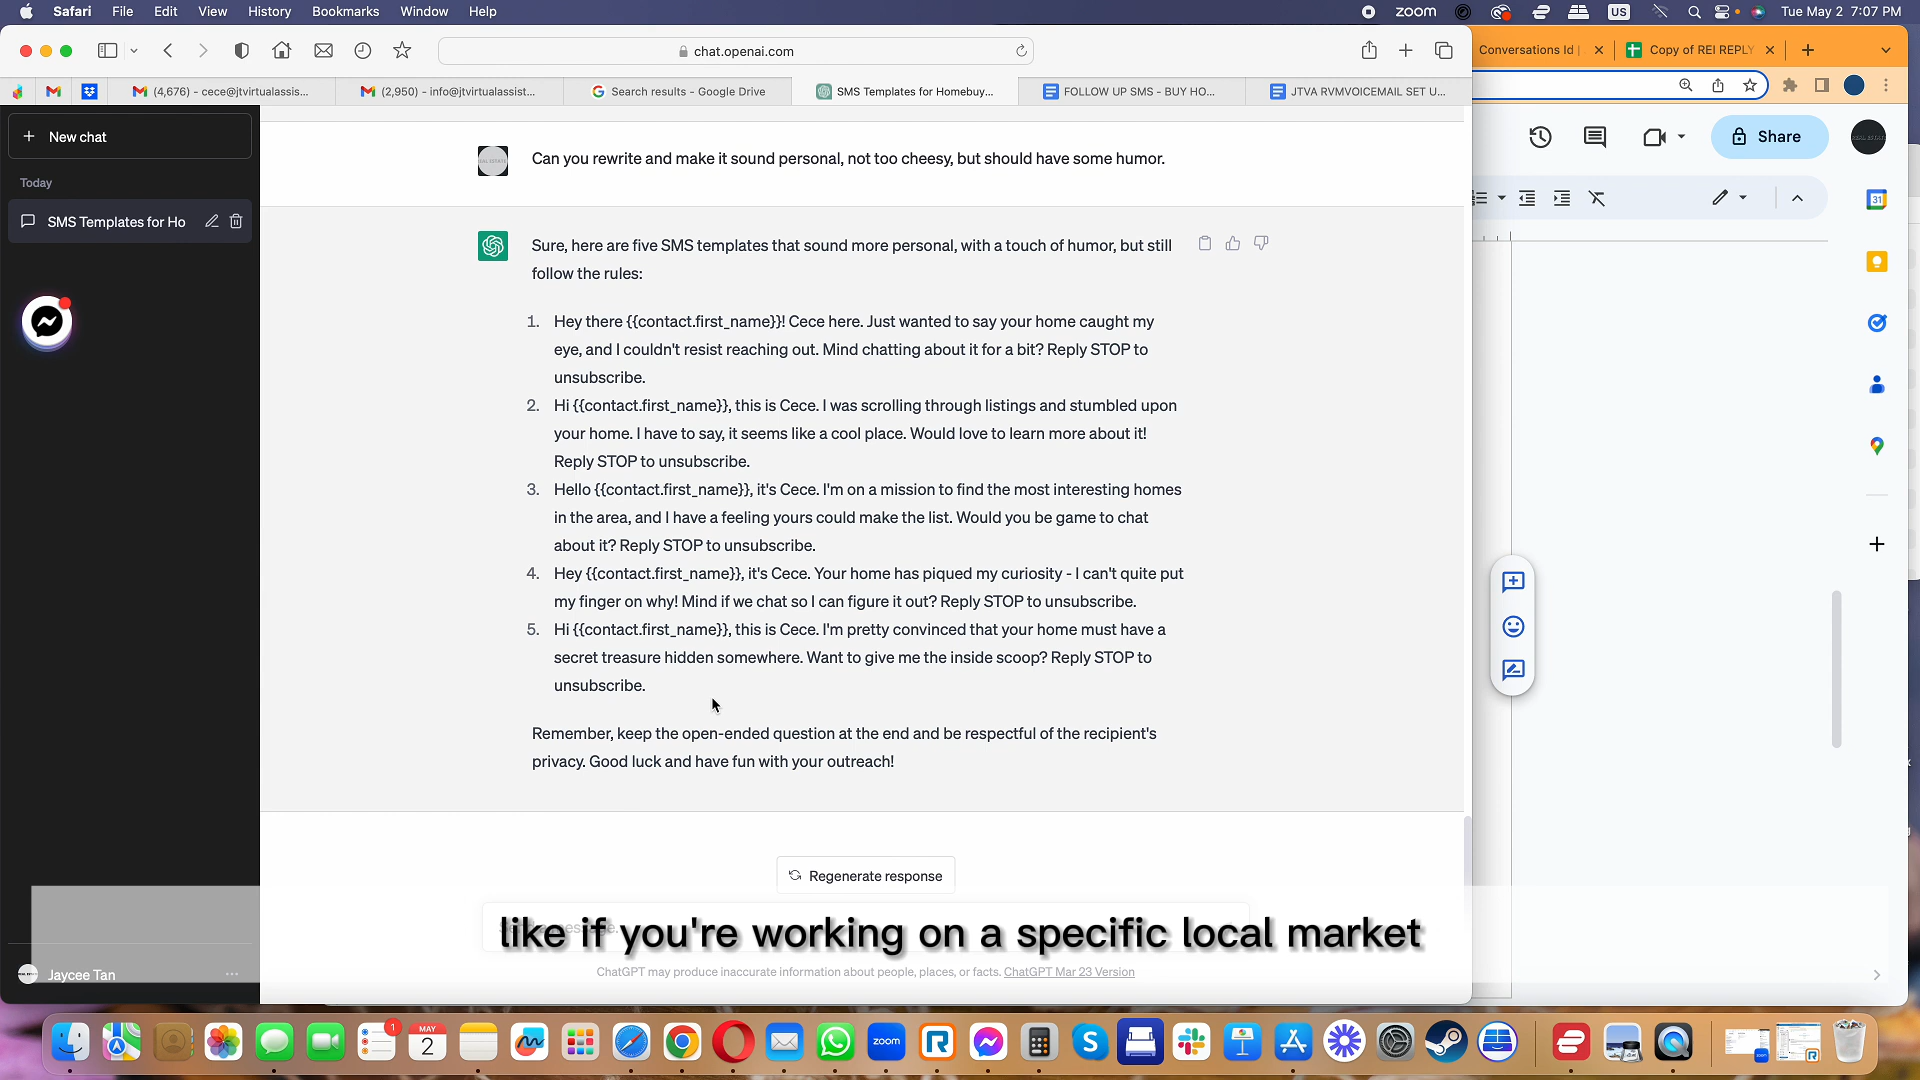 Safari File Edit View History Bookmarks Window Help zoom US Tue May 2 7:07 PM
chat.openai.com
Conversations Id | Copy of REI REPLY
(4,676) - cece@jtvirtualassis... (2,950) - info@jtvirtualassist... Search results - Google Drive SMS Templates for Homebuy... FOLLOW UP SMS - BUY HO... JTVA RVMVOICEMAIL SET U...
New chat
Share
Today
SMS Templates for Ho
Can you rewrite and make it sound personal, not too cheesy, but should have some humor.
Sure, here are five SMS templates that sound more personal, with a touch of humor, but still
follow the rules:
1. Hey there {{contact.first_name}}! Cece here. Just wanted to say your home caught my
eye, and I couldn't resist reaching out. Mind chatting about it for a bit? Reply STOP to
unsubscribe.
2. Hi {{contact.first_name}}, this is Cece. I was scrolling through listings and stumbled upon
your home. I have to say, it seems like a cool place. Would love to learn more about it!
Reply STOP to unsubscribe.
3. Hello {{contact.first_name}}, it's Cece. I'm on a mission to find the most interesting homes
in the area, and I have a feeling yours could make the list. Would you be game to chat
about it? Reply STOP to unsubscribe.
4. Hey {{contact.first_name}}, it's Cece. Your home has piqued my curiosity - I can't quite put
my finger on why! Mind if we chat so I can figure it out? Reply STOP to unsubscribe.
5. Hi {{contact.first_name}}, this is Cece. I'm pretty convinced that your home must have a
secret treasure hidden somewhere. Want to give me the inside scoop? Reply STOP to
unsubscribe.
Remember, keep the open-ended question at the end and be respectful of the recipient's
privacy. Good luck and have fun with your outreach!
Regenerate response
like if you're working on a specific local market
ChatGPT may produce inaccurate information about people, places, or facts. ChatGPT Mar 23 Version
Jaycee Tan
31
1
MAY
2
zoom